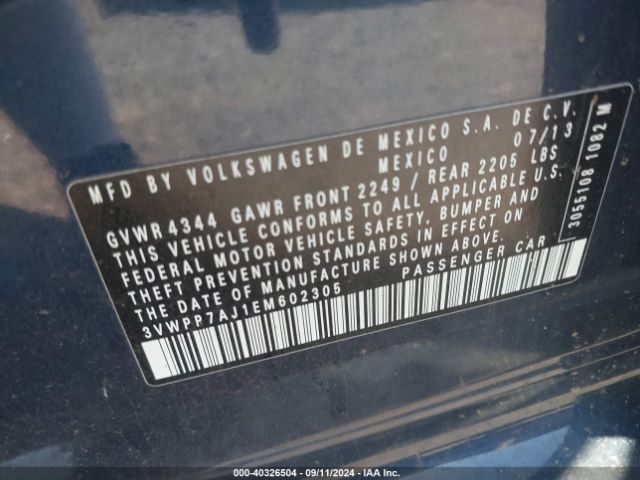 MFD BY VOLKSWAGEN DE MEXICO S.A. DE C.V.
MEXICO 07/13
GVWR 4344 GAWR FRONT 2249 / REAR 2205 LBS
THIS VEHICLE CONFORMS TO ALL APPLICABLE U.S.
FEDERAL MOTOR VEHICLE SAFETY, BUMPER AND
THEFT PREVENTION STANDARDS IN EFFECT ON
THE DATE OF MANUFACTURE SHOWN ABOVE.
3VWPP7AJ1EM602305 PASSENGER CAR
3055108 1082 M
000-40326504 - 09/11/2024 - IAA Inc.